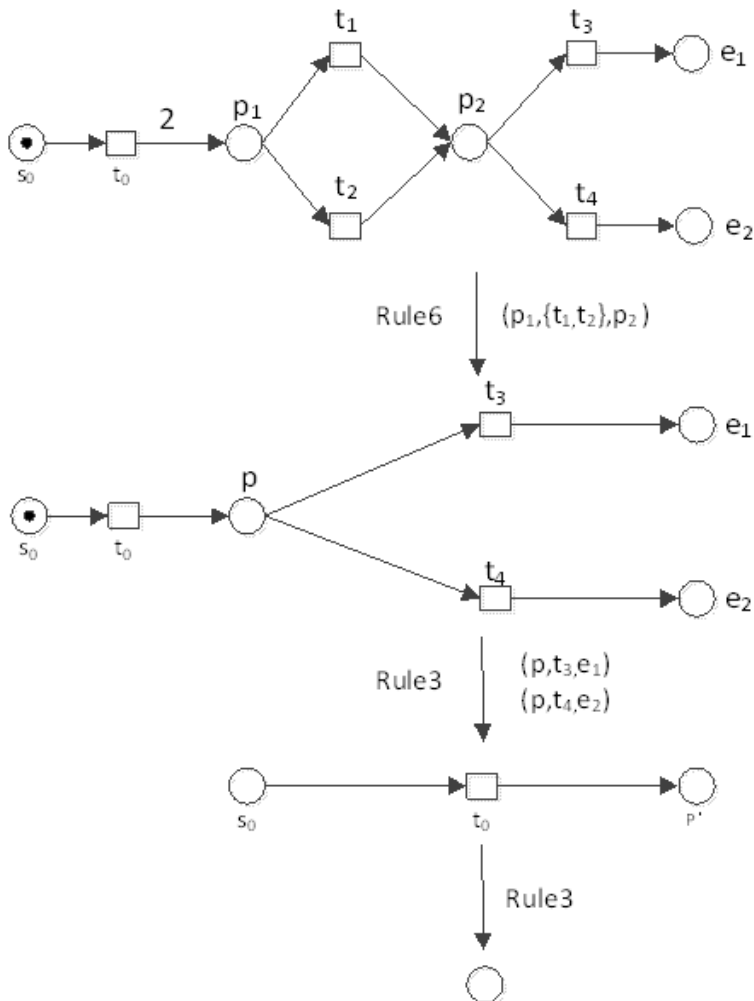 t₁ t₃
e₁
2 p₁ p₂
s₀ t₀
t₂ t₄
e₂
Rule6 (p₁,{t₁,t₂},p₂)
t₃
e₁
p
s₀ t₀
t₄
e₂
Rule3 (p,t₃,e₁)
(p,t₄,e₂)
s₀ t₀ P'
Rule3